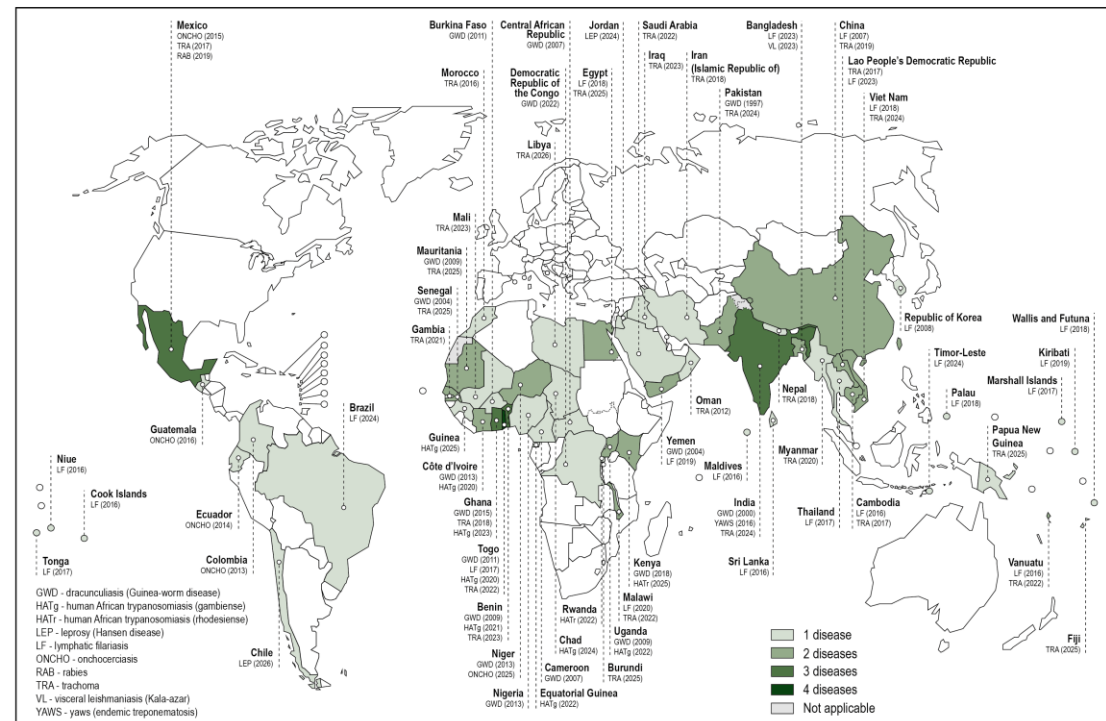 Mexico
ONCHO (2015)
TRA (2017)
RAB (2019)
Burkina Faso
GWD (2011)
Central African
Republic
GWD (2007)
Jordan
LEP (2024)
Saudi Arabia
TRA (2022)
Bangladesh
LF (2023)
VL (2023)
China
LF (2007)
TRA (2019)
Morocco
TRA (2016)
Democratic
Republic of
the Congo
GWD (2022)
Egypt
LF (2018)
TRA (2025)
Iraq
TRA (2023)
Iran
(Islamic Republic of)
TRA (2018)
Pakistan
GWD (1997)
TRA (2024)
Lao People's Democratic Republic
TRA (2017)
LF (2023)
Viet Nam
LF (2018)
TRA (2024)
Libya
TRA (2026)
Mali
TRA (2023)
Mauritania
GWD (2009)
TRA (2025)
Senegal
GWD (2004)
TRA (2025)
Gambia
TRA (2021)
Republic of Korea
LF (2008)
Wallis and Futuna
LF (2018)
Timor-Leste
LF (2024)
Kiribati
LF (2019)
Palau
LF (2018)
Marshall Islands
LF (2017)
Guatemala
ONCHO (2016)
Brazil
LF (2024)
Guinea
HATg (2025)
Oman
TRA (2012)
Nepal
TRA (2018)
Papua New
Guinea
TRA (2025)
Niue
LF (2016)
Cook Islands
LF (2016)
Tonga
LF (2017)
Ecuador
ONCHO (2014)
Colombia
ONCHO (2013)
Côte d'Ivoire
GWD (2013)
HATg (2020)
Yemen
GWD (2004)
LF (2019)
Maldives
LF (2016)
Myanmar
TRA (2020)
India
GWD (2000)
YAWS (2016)
TRA (2024)
Thailand
LF (2017)
Cambodia
LF (2016)
TRA (2017)
Ghana
GWD (2015)
TRA (2018)
HATg (2023)
Togo
GWD (2011)
LF (2017)
HATg (2020)
TRA (2022)
Kenya
GWD (2018)
HATr (2025)
Sri Lanka
LF (2016)
Vanuatu
LF (2016)
TRA (2022)
Benin
GWD (2009)
HATg (2021)
TRA (2023)
Rwanda
HATr (2022)
Malawi
LF (2020)
TRA (2022)
Chad
HATg (2024)
Uganda
GWD (2009)
HATg (2022)
Fiji
TRA (2025)
Chile
LEP (2026)
Niger
GWD (2013)
ONCHO (2025)
Cameroon
GWD (2007)
Burundi
TRA (2025)
Nigeria
GWD (2013)
Equatorial Guinea
HATg (2022)
GWD - dracunculiasis (Guinea-worm disease)
HATg - human African trypanosomiasis (gambiense)
HATr - human African trypanosomiasis (rhodesiense)
LEP - leprosy (Hansen disease)
LF - lymphatic filariasis
ONCHO - onchocerciasis
RAB - rabies
TRA - trachoma
VL - visceral leishmaniasis (Kala-azar)
YAWS - yaws (endemic treponematosis)
1 disease
2 diseases
3 diseases
4 diseases
Not applicable